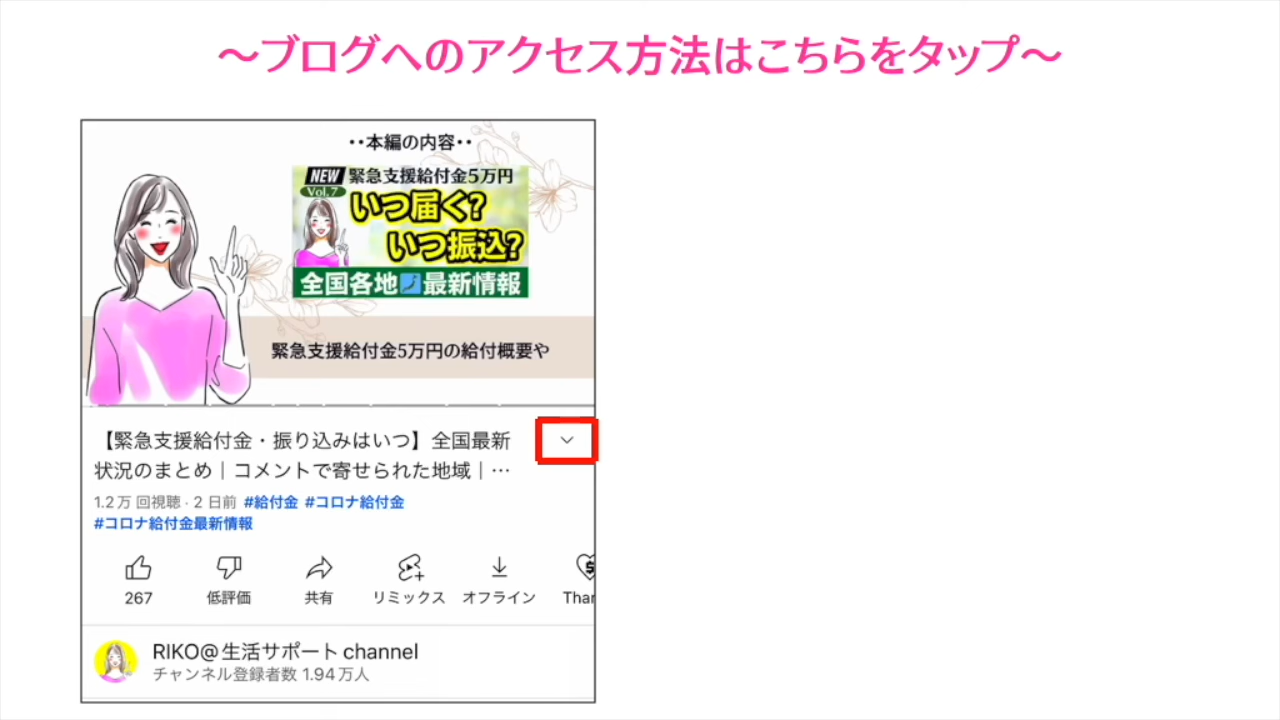 ～ブログへのアクセス方法はこちらをタップ～
･･本編の内容･･
NEW 緊急支援給付金5万円
Vol.7
いつ届く?
いつ振込?
全国各地🗾最新情報
緊急支援給付金5万円の給付概要や
【緊急支援給付金・振り込みはいつ】全国最新
状況のまとめ｜コメントで寄せられた地域｜…
1.2万 回視聴・2 日前 #給付金 #コロナ給付金
#コロナ給付金最新情報
267 低評価 共有 リミックス オフライン Than
RIKO@生活サポートchannel
チャンネル登録者数 1.94万人